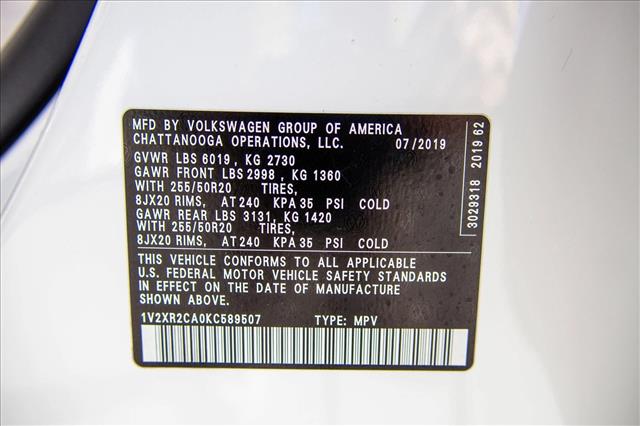 MFD BY VOLKSWAGEN GROUP OF AMERICA
CHATTANOOGA OPERATIONS, LLC. 07/2019
GVWR LBS 6019, KG 2730
GAWR FRONT LBS 2998, KG 1360
WITH 255/50R20 TIRES,
8JX20 RIMS, AT 240 KPA 35 PSI COLD
GAWR REAR LBS 3131, KG 1420
WITH 255/50R20 TIRES,
8JX20 RIMS, AT 240 KPA 35 PSI COLD
THIS VEHICLE CONFORMS TO ALL APPLICABLE
U.S. FEDERAL MOTOR VEHICLE SAFETY STANDARDS
IN EFFECT ON THE DATE OF MANUFACTURE
SHOWN ABOVE.
1V2XR2CA0KC589507 TYPE: MPV
3029318 2019 62